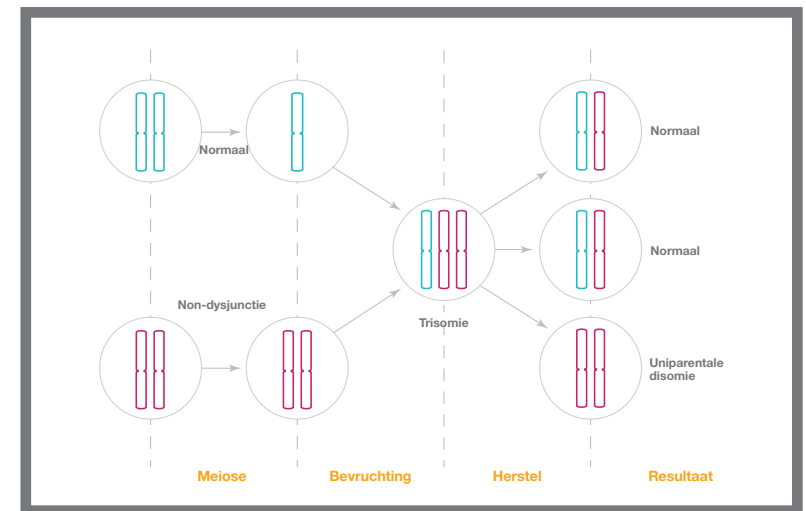 Normaal
Normaal
Normaal
Non-dysjunctie
Trisomie
Uniparentale
disomie
Meiose
Bevruchting
Herstel
Resultaat